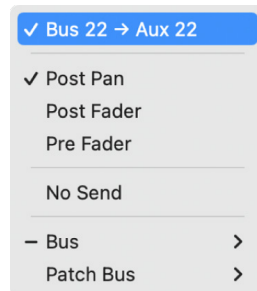 ✓ Bus 22 → Aux 22
✓ Post Pan
Post Fader
Pre Fader
No Send
– Bus >
Patch Bus >